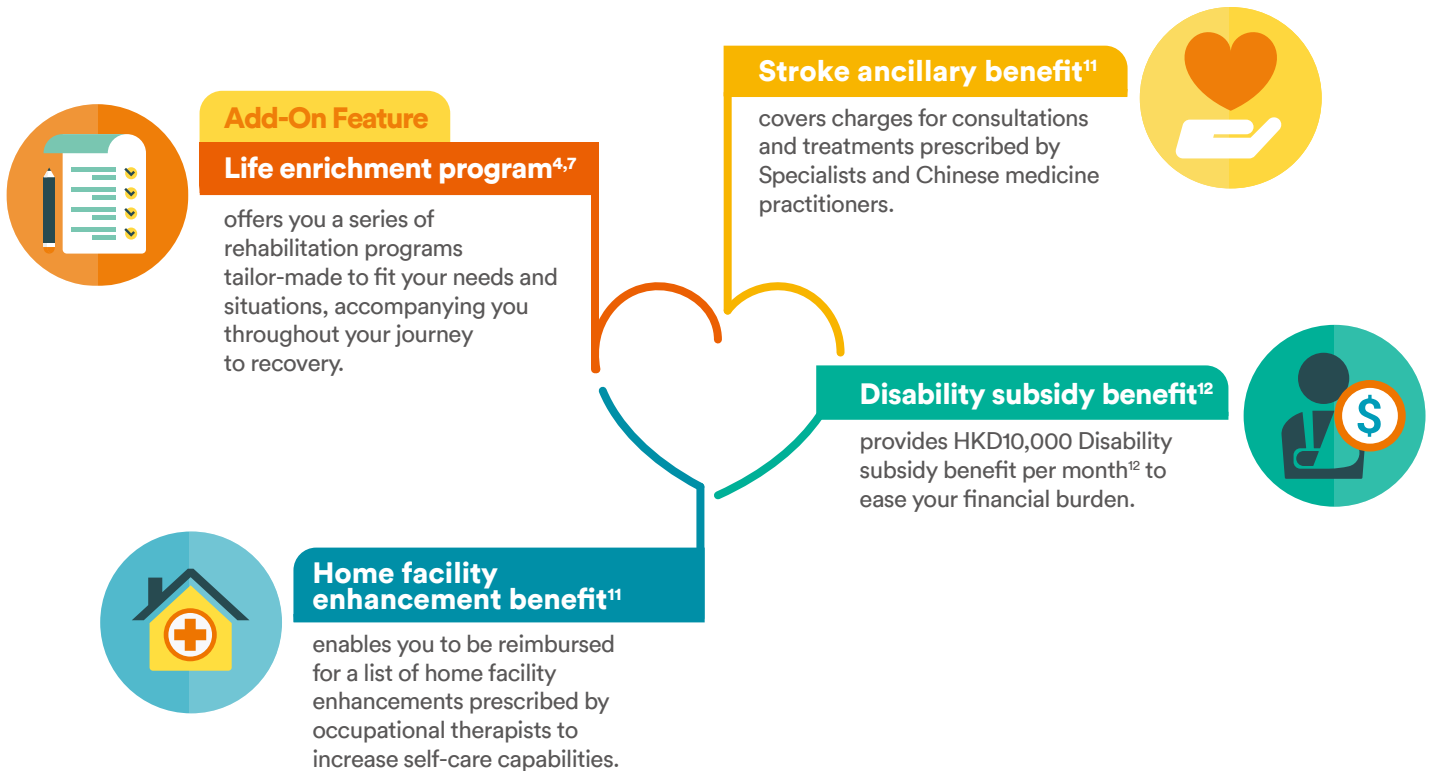 Add-On Feature
Life enrichment program⁴,⁷
offers you a series of
rehabilitation programs
tailor-made to fit your needs and
situations, accompanying you
throughout your journey
to recovery.
Stroke ancillary benefit¹¹
covers charges for consultations
and treatments prescribed by
Specialists and Chinese medicine
practitioners.
Disability subsidy benefit¹²
provides HKD10,000 Disability
subsidy benefit per month¹² to
ease your financial burden.
$
Home facility
enhancement benefit¹¹
enables you to be reimbursed
for a list of home facility
enhancements prescribed by
occupational therapists to
increase self-care capabilities.